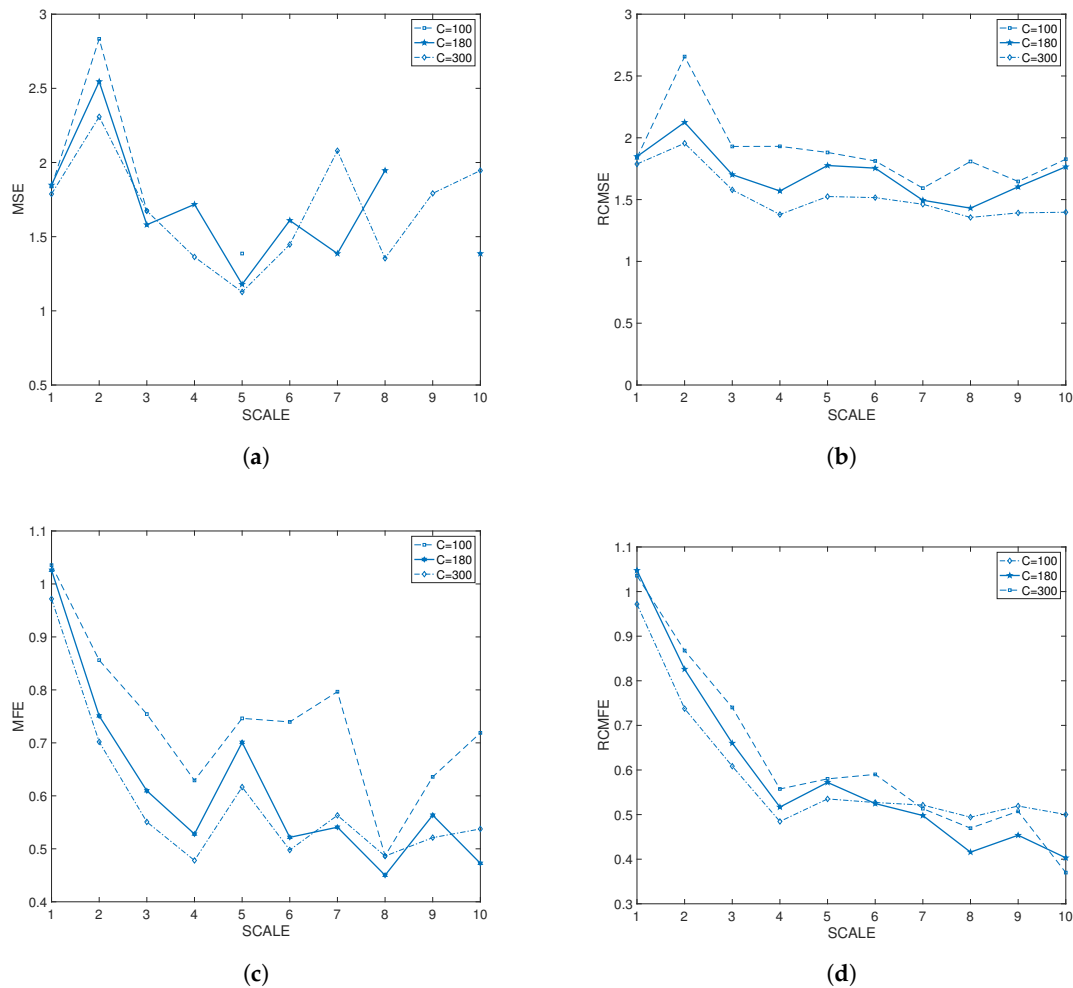 3
2.5
2
1.5
1
0.5
MSE
1 2 3 4 5 6 7 8 9 10
SCALE
C=100
C=180
C=300
(a)
3
2.5
2
1.5
1
0.5
0
RCMSE
1 2 3 4 5 6 7 8 9 10
SCALE
C=100
C=180
C=300
(b)
1.1
1
0.9
0.8
0.7
0.6
0.5
0.4
MFE
1 2 3 4 5 6 7 8 9 10
SCALE
C=100
C=180
C=300
(c)
1.1
1
0.9
0.8
0.7
0.6
0.5
0.4
0.3
RCMFE
1 2 3 4 5 6 7 8 9 10
SCALE
C=100
C=180
C=300
(d)